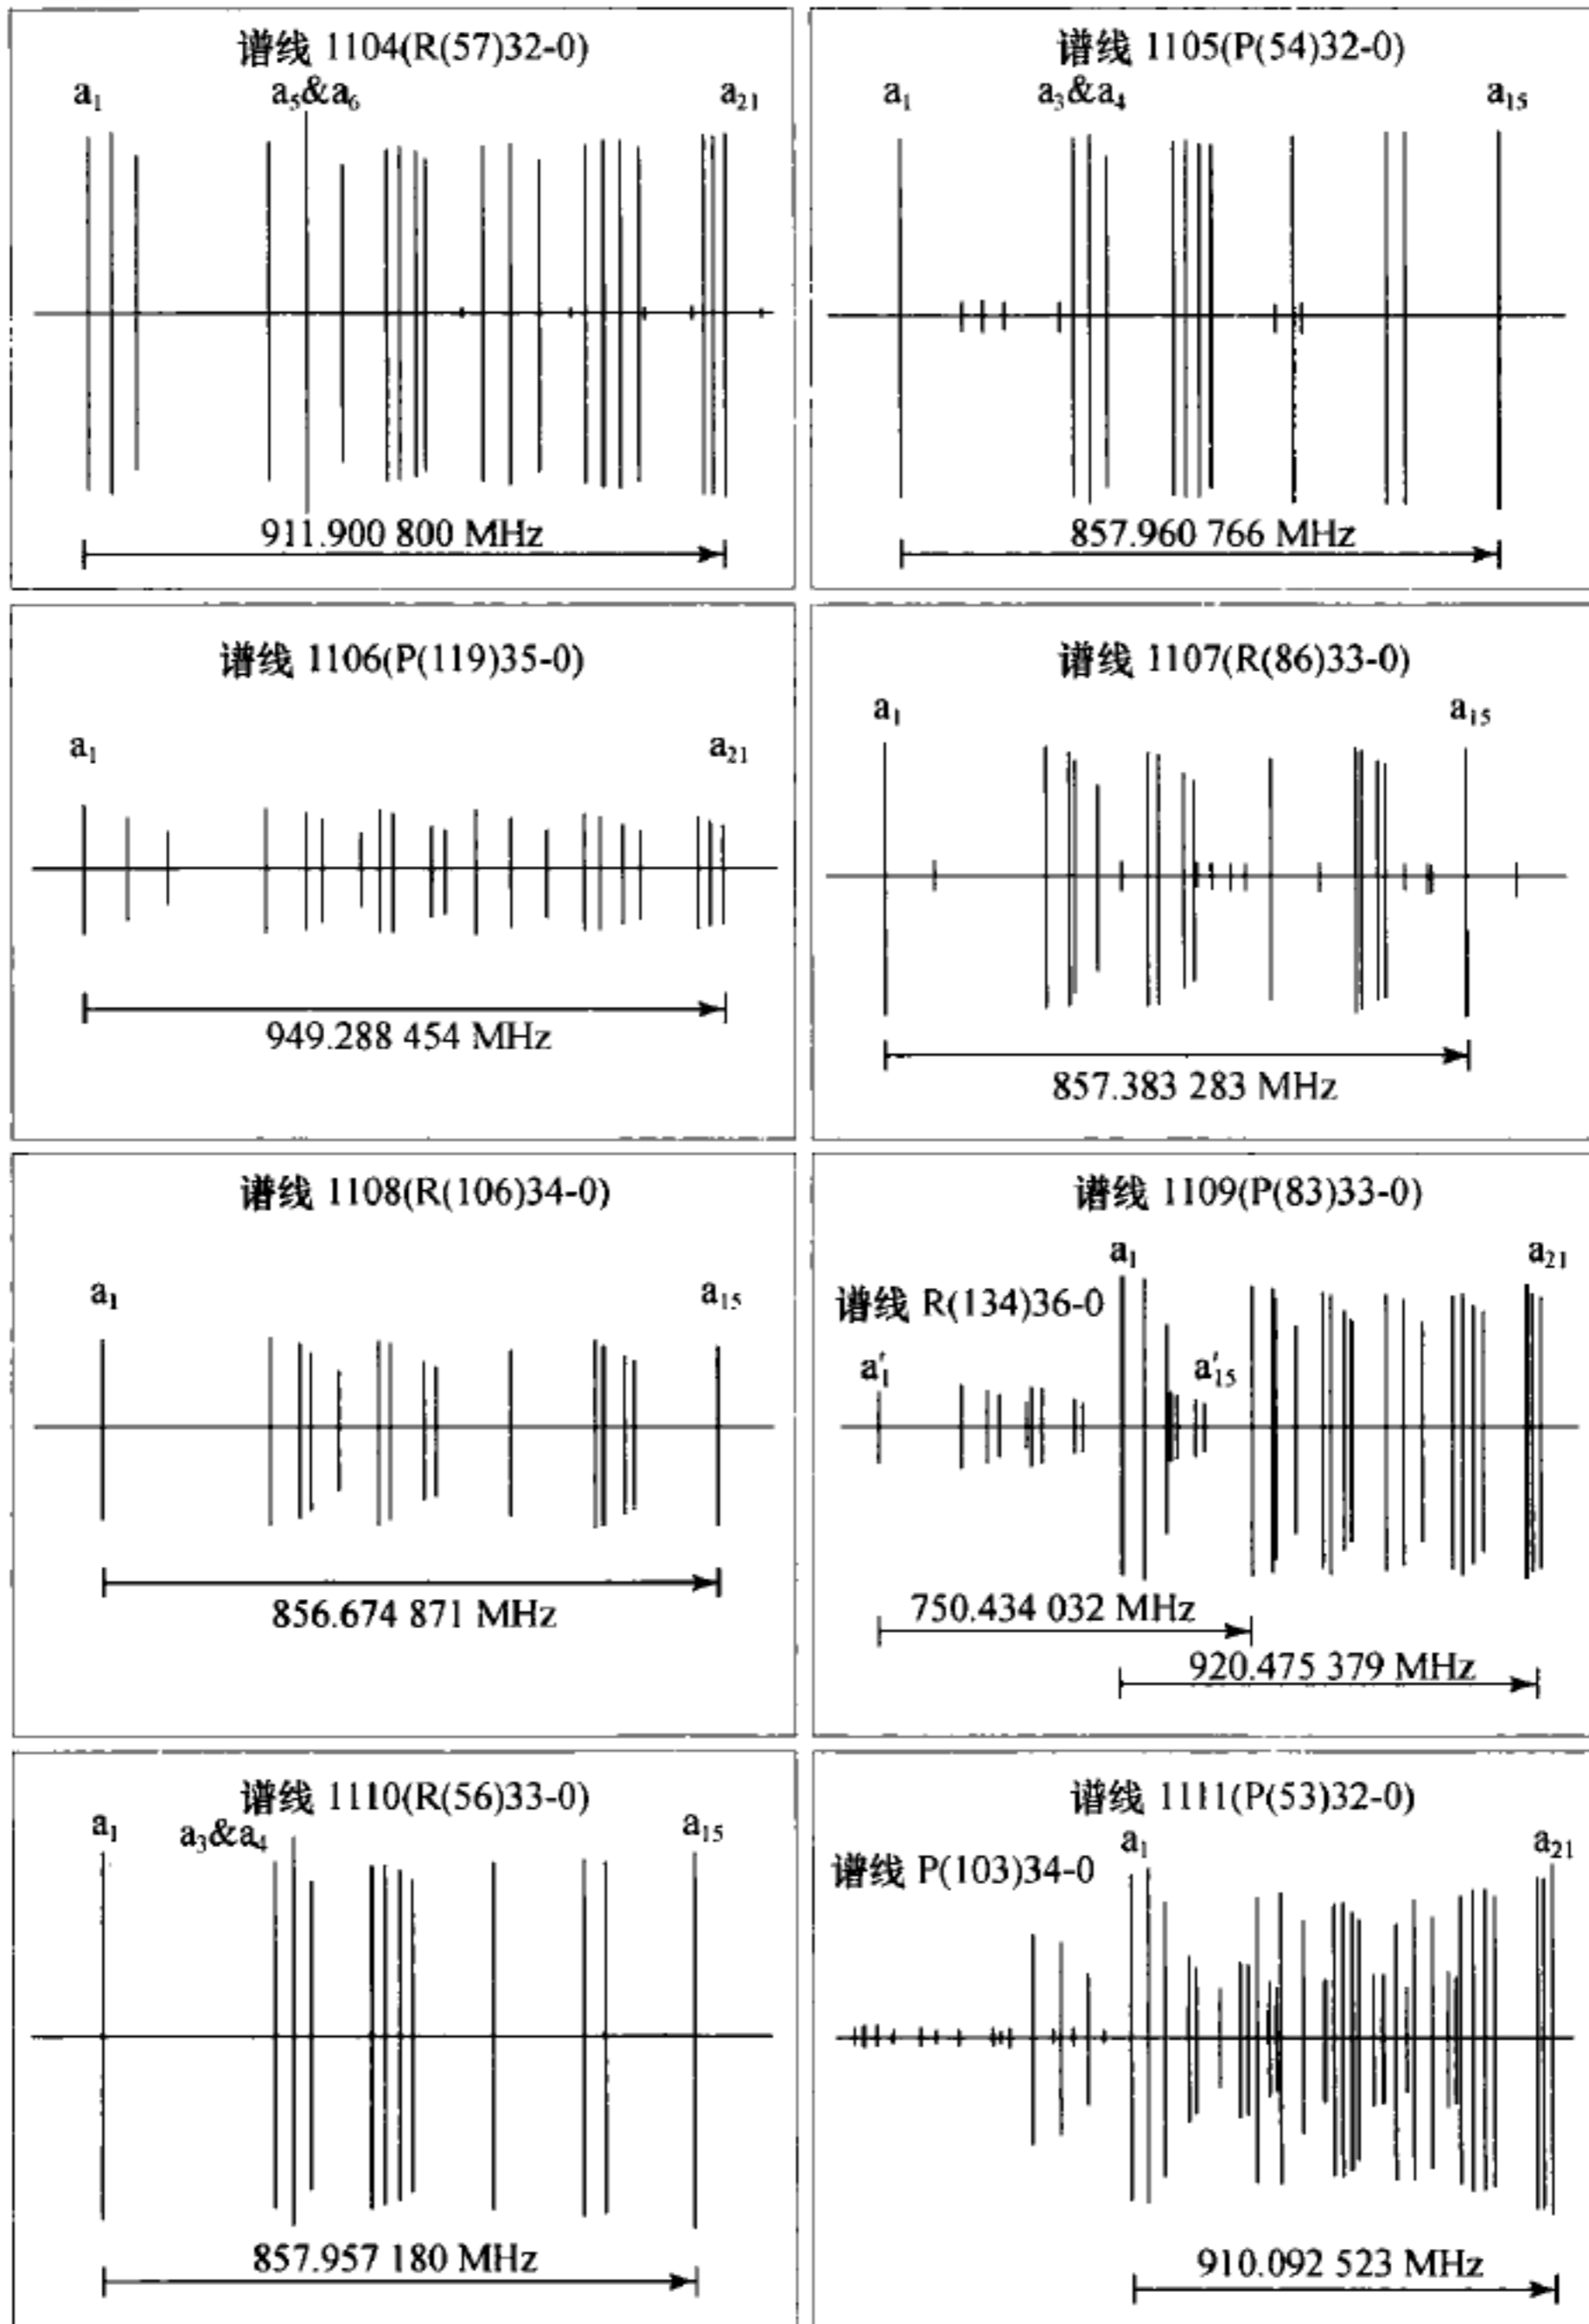 谱线 1104(R(57)32-0)
a₁ a₅&a₆ a₂₁
911.900 800 MHz
谱线 1105(P(54)32-0)
a₁ a₃&a₄ a₁₅
857.960 766 MHz
谱线 1106(P(119)35-0)
a₁ a₂₁
949.288 454 MHz
谱线 1107(R(86)33-0)
a₁ a₁₅
857.383 283 MHz
谱线 1108(R(106)34-0)
a₁ a₁₅
856.674 871 MHz
谱线 1109(P(83)33-0)
a₁ a₂₁
谱线 R(134)36-0
a′₁ a′₁₅
750.434 032 MHz
920.475 379 MHz
谱线 1110(R(56)33-0)
a₁ a₃&a₄ a₁₅
857.957 180 MHz
谱线 1111(P(53)32-0)
a₁ a₂₁
谱线 P(103)34-0
910.092 523 MHz